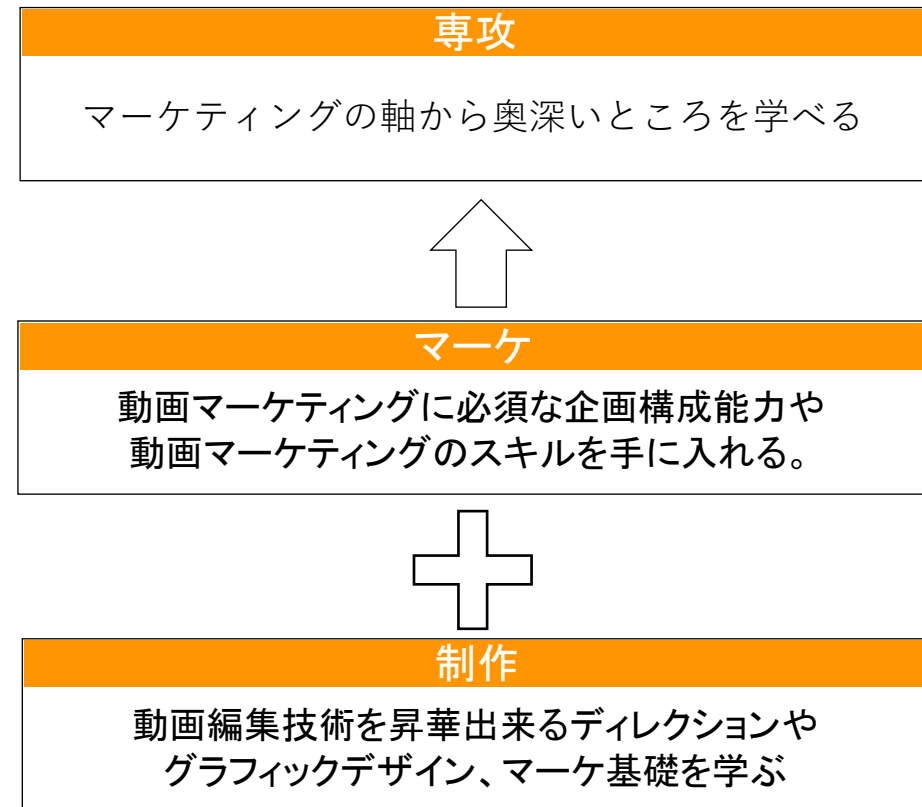 専攻
マーケティングの軸から奥深いところを学べる
マーケ
動画マーケティングに必須な企画構成能力や
動画マーケティングのスキルを手に入れる。
制作
動画編集技術を昇華出来るディレクションや
グラフィックデザイン、マーケ基礎を学ぶ